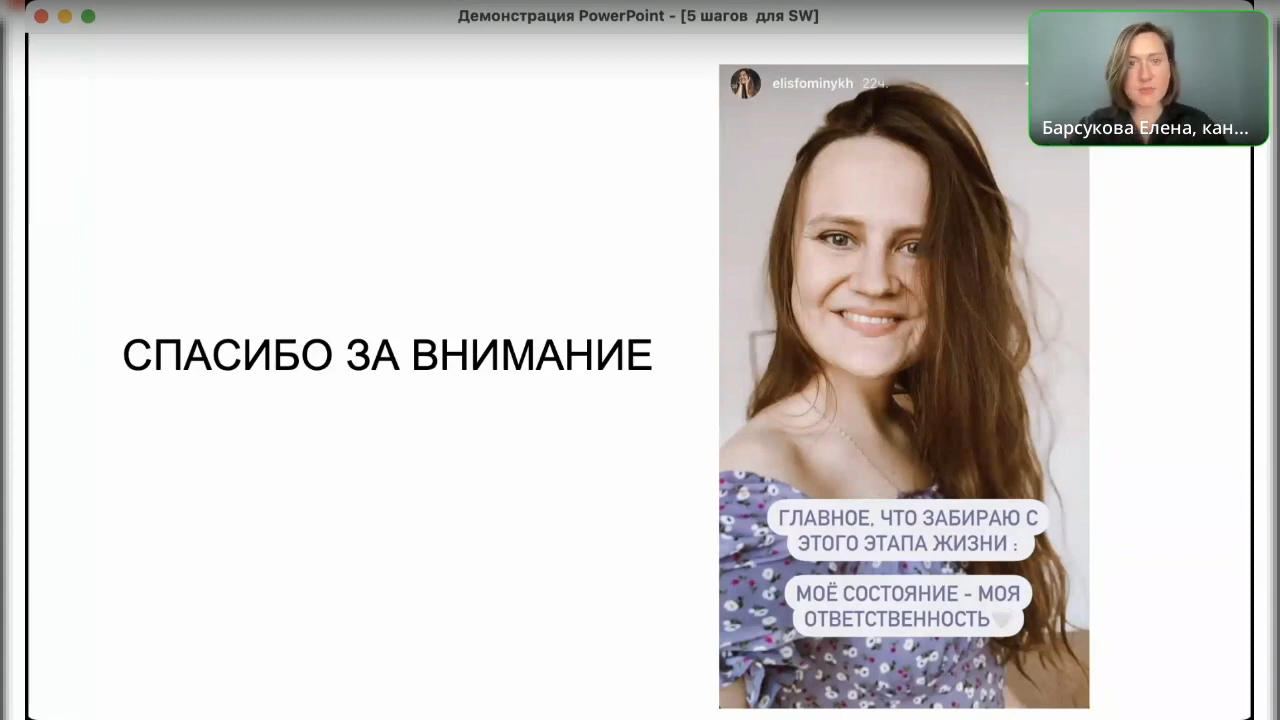 Демонстрация PowerPoint - [5 шагов для SW]
elisfominykh 22ч.
Барсукова Елена, кан...
СПАСИБО ЗА ВНИМАНИЕ
ГЛАВНОЕ, ЧТО ЗАБИРАЮ С
ЭТОГО ЭТАПА ЖИЗНИ :
МОЁ СОСТОЯНИЕ - МОЯ
ОТВЕТСТВЕННОСТЬ🤍